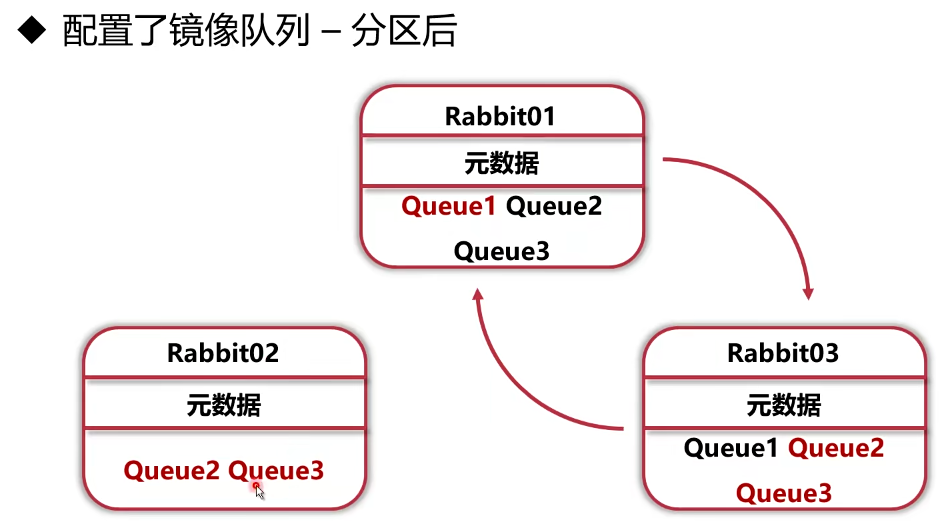 ◆ 配置了镜像队列 – 分区后
Rabbit01
元数据
Queue1 Queue2
Queue3
Rabbit02
元数据
Queue2 Queue3
Rabbit03
元数据
Queue1 Queue2
Queue3